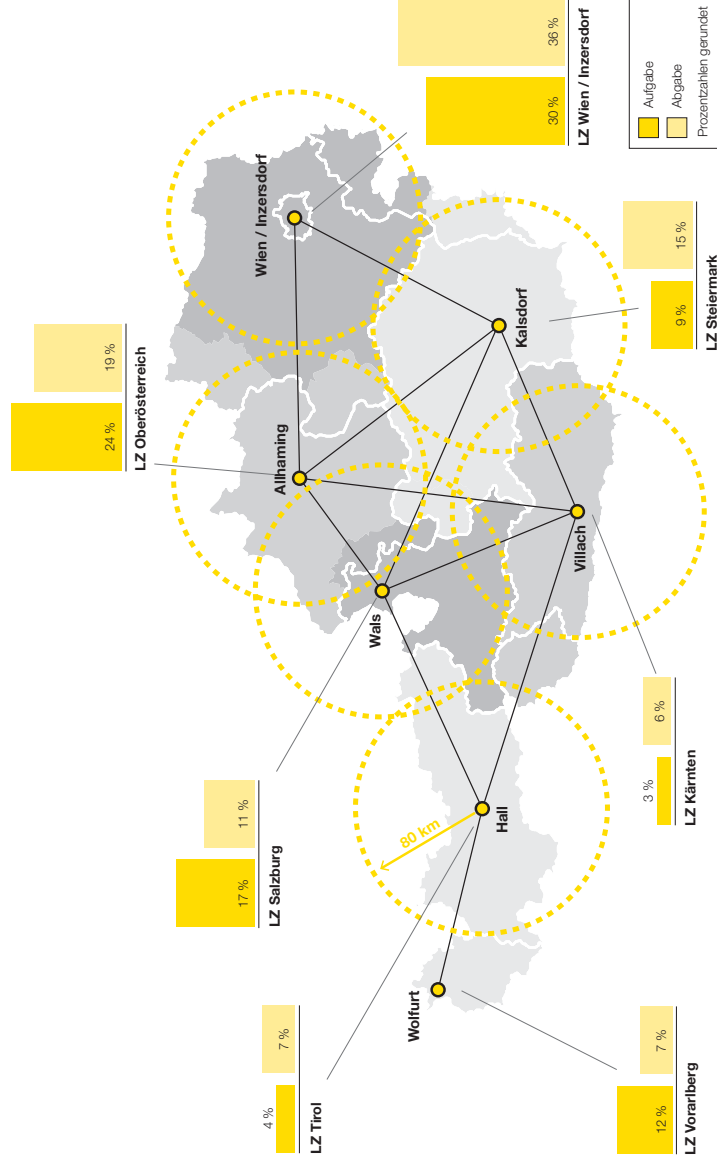 LZ Oberösterreich
24 %
19 %
LZ Wien / Inzersdorf
30 %
36 %
LZ Salzburg
17 %
11 %
LZ Tirol
4 %
7 %
LZ Vorarlberg
12 %
7 %
LZ Kärnten
3 %
6 %
LZ Steiermark
9 %
15 %
Wien / Inzersdorf
Allhaming
Wals
Kalsdorf
Villach
Hall
80 km
Wolfurt
Aufgabe
Abgabe
Prozentzahlen gerundet